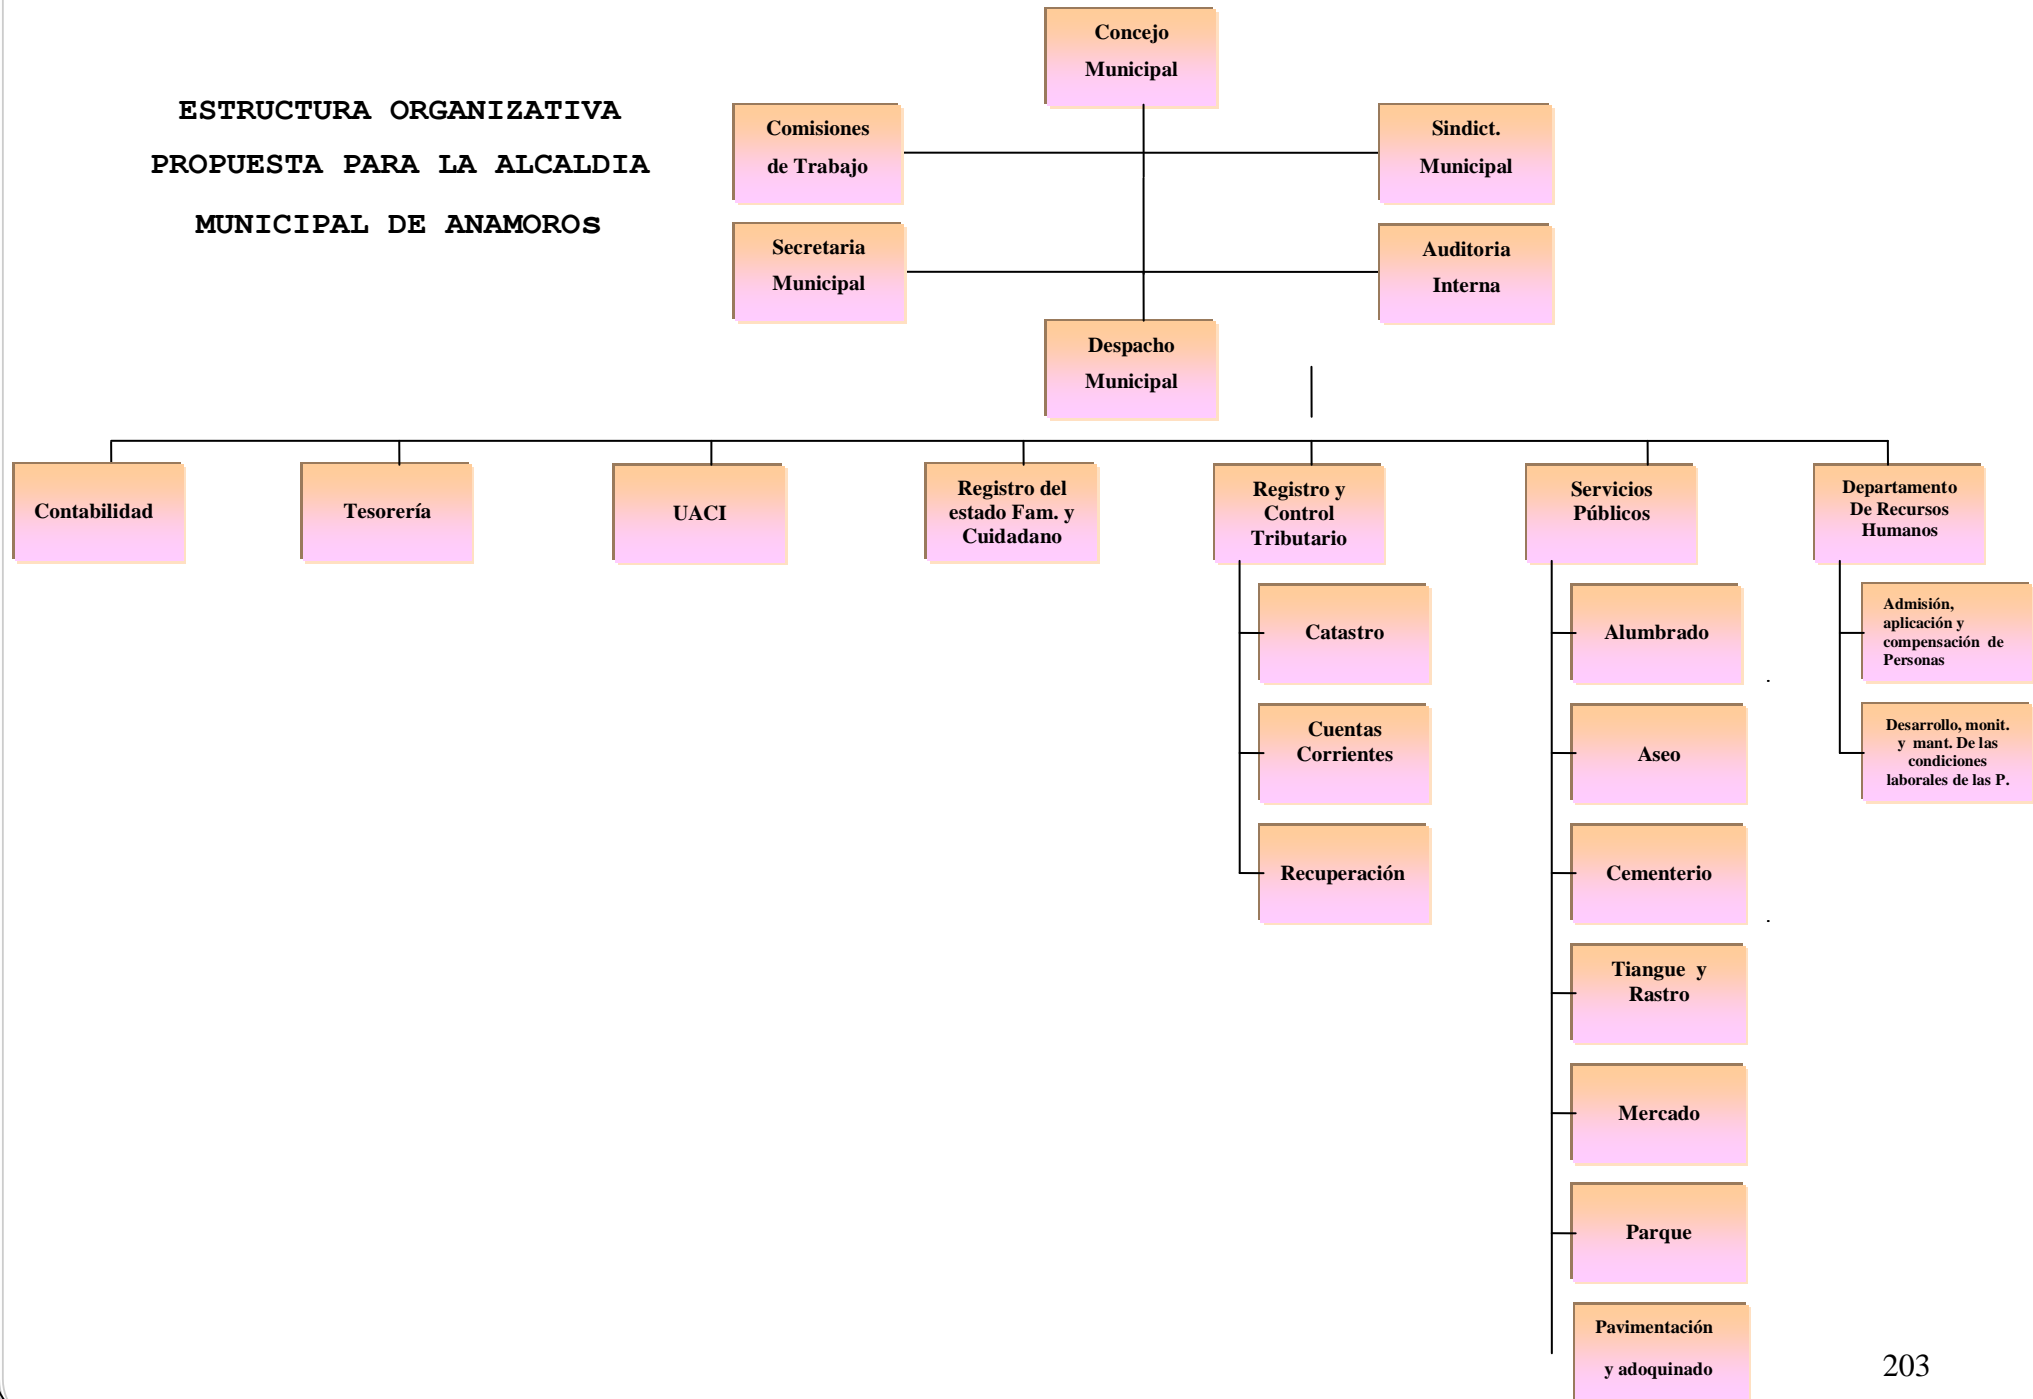 ESTRUCTURA ORGANIZATIVA
PROPUESTA PARA LA ALCALDIA
MUNICIPAL DE ANAMOROs
Concejo
Municipal
Comisiones
de Trabajo
Sindict.
Municipal
Secretaria
Municipal
Auditoria
Interna
Despacho
Municipal
Contabilidad
Tesorería
UACI
Registro del
estado Fam. y
Cuidadano
Registro y
Control
Tributario
Servicios
Públicos
Departamento
De Recursos
Humanos
Catastro
Cuentas
Corrientes
Recuperación
Alumbrado
Aseo
Cementerio
Tiangue y
Rastro
Mercado
Parque
Pavimentación
y adoquinado
Admisión,
aplicación y
compensación de
Personas
Desarrollo, monit.
y mant. De las
condiciones
laborales de las P.
203